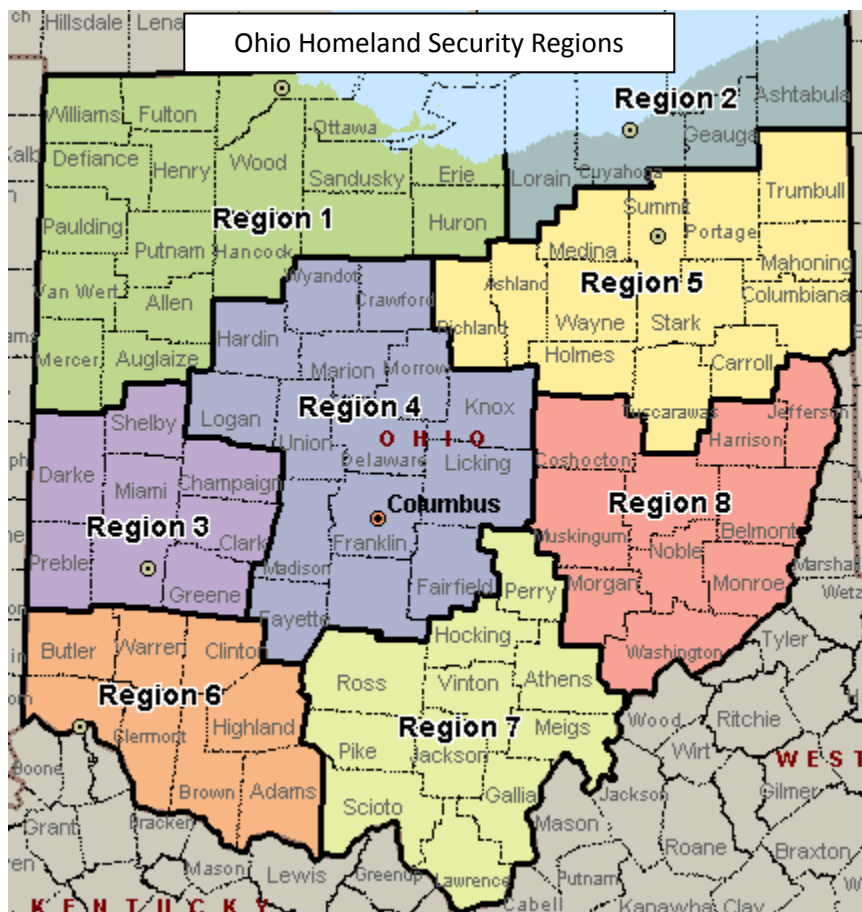 Ohio Homeland Security Regions
Hillsdale
Lena
ch
Region 2
Ashtabula
Williams
Fulton
Ottawa
Geauga
Kalb
Defiance
Henry
Wood
Sandusky
Erie
Lorain
Cuyahoga
Trumbull
Paulding
Region 1
Huron
Summit
Portage
Putnam
Hancock
Medina
Mahoning
Van Wert
Allen
Wyandot
Crawford
Ashland
Region 5
Columbiana
ams
Mercer
Auglaize
Hardin
Marion
Morrow
Richland
Wayne
Stark
Holmes
Carroll
Shelby
Logan
Region 4
Knox
Tuscarawas
Jefferson
Union
OHIO
Harrison
Darke
Miami
Champaign
Delaware
Licking
Coshocton
Region 3
Clark
Columbus
Region 8
Preble
Greene
Madison
Franklin
Muskingum
Noble
Belmont
Fayette
Fairfield
Perry
Morgan
Monroe
Marshall
Wetz
Butler
Warren
Clinton
Hocking
Washington
Tyler
Region 6
Ross
Vinton
Athens
Clermont
Highland
Region 7
Meigs
Wood
Ritchie
Boone
Pike
Jackson
Wirt
WEST
Brown
Adams
Scioto
Gallia
Jackson
Gilmer
Grant
Bracken
Mason
Roane
Braxton
Mason
Lewis
Greenup
Lawrence
Putnam
KENTUCKY
Cabell
Kanawha
Clay